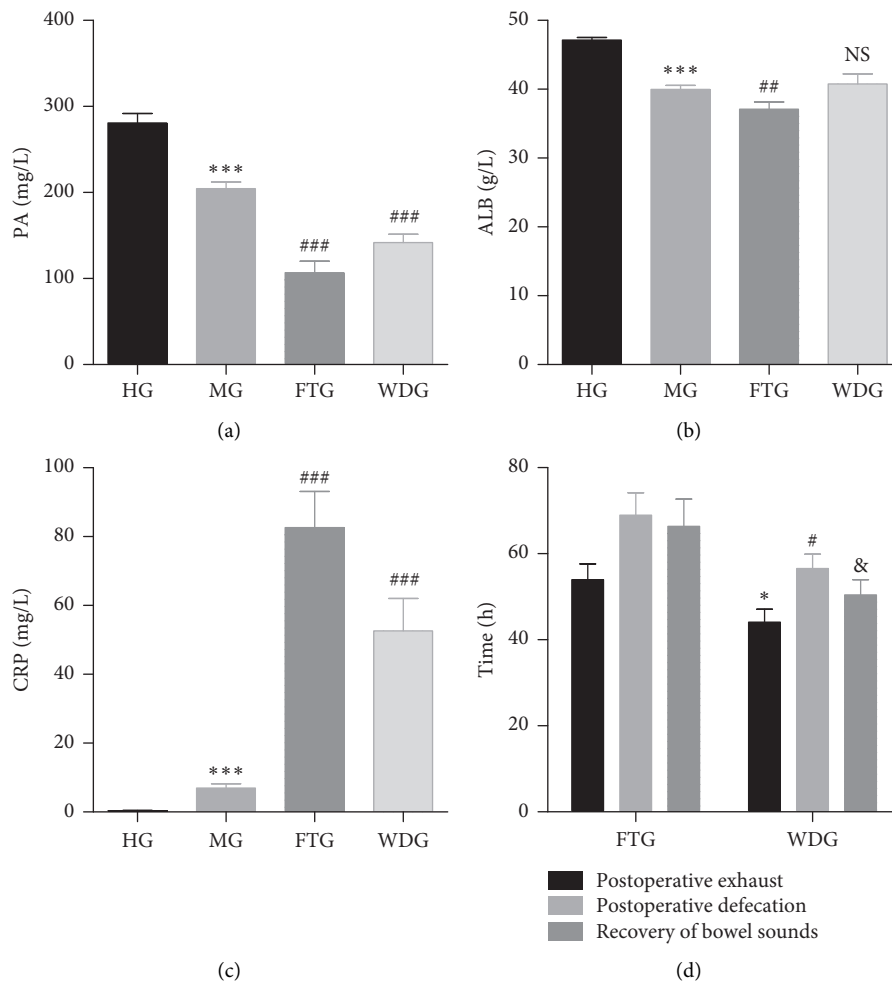 400
300
200
100
0
PA (mg/L)
***
###
###
HG MG FTG WDG
(a)
50
40
30
20
10
0
ALB (g/L)
***
##
NS
HG MG FTG WDG
(b)
100
80
60
40
20
0
CRP (mg/L)
***
###
###
HG MG FTG WDG
(c)
80
60
40
20
0
Time (h)
*
#
&
FTG WDG
Postoperative exhaust
Postoperative defecation
Recovery of bowel sounds
(d)